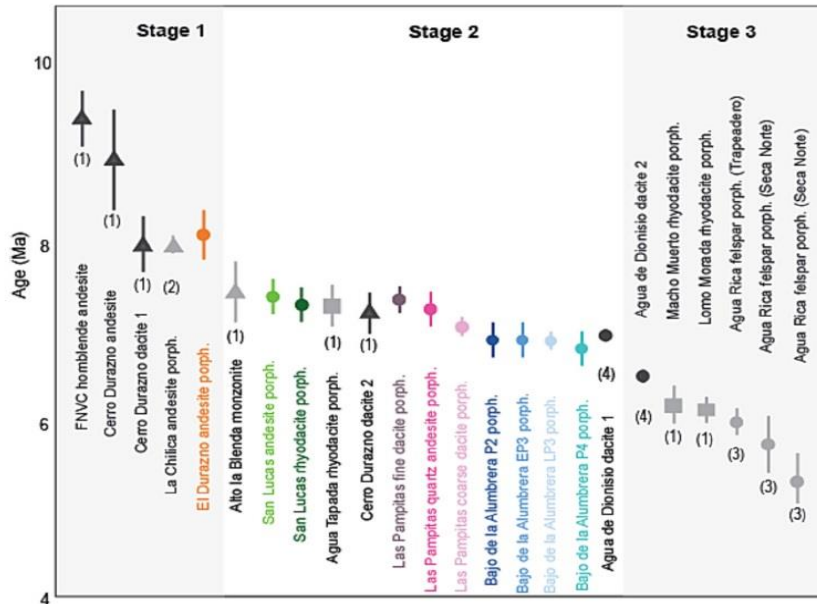 Stage 1
Stage 2
Stage 3
Age (Ma)
10
8
6
4
FNVC hornblende andesite
(1)
Cerro Durazno andesite
(1)
Cerro Durazno dacite 1
(1)
La Chilica andesite porph.
(2)
El Durazno andesite porph.
Alto la Blenda monzonite
(1)
San Lucas andesite porph.
San Lucas rhyodacite porph.
Agua Tapada rhyodacite porph.
(1)
Cerro Durazno dacite 2
(1)
Las Pampitas fine dacite porph.
Las Pampitas quartz andesite porph.
Las Pampitas coarse dacite porph.
Bajo de la Alumbrera P2 porph.
Bajo de la Alumbrera EP3 porph.
Bajo de la Alumbrera LP3 porph.
Bajo de la Alumbrera P4 porph.
Agua de Dionisio dacite 1
(4)
Agua de Dionisio dacite 2
(4)
Macho Muerto rhyodacite porph.
(1)
Lomo Morada rhyodacite porph.
(1)
Agua Rica felspar porph. (Trapeadero)
(3)
Agua Rica felspar porph. (Seca Norte)
(3)
Agua Rica felspar porph. (Seca Norte)
(3)